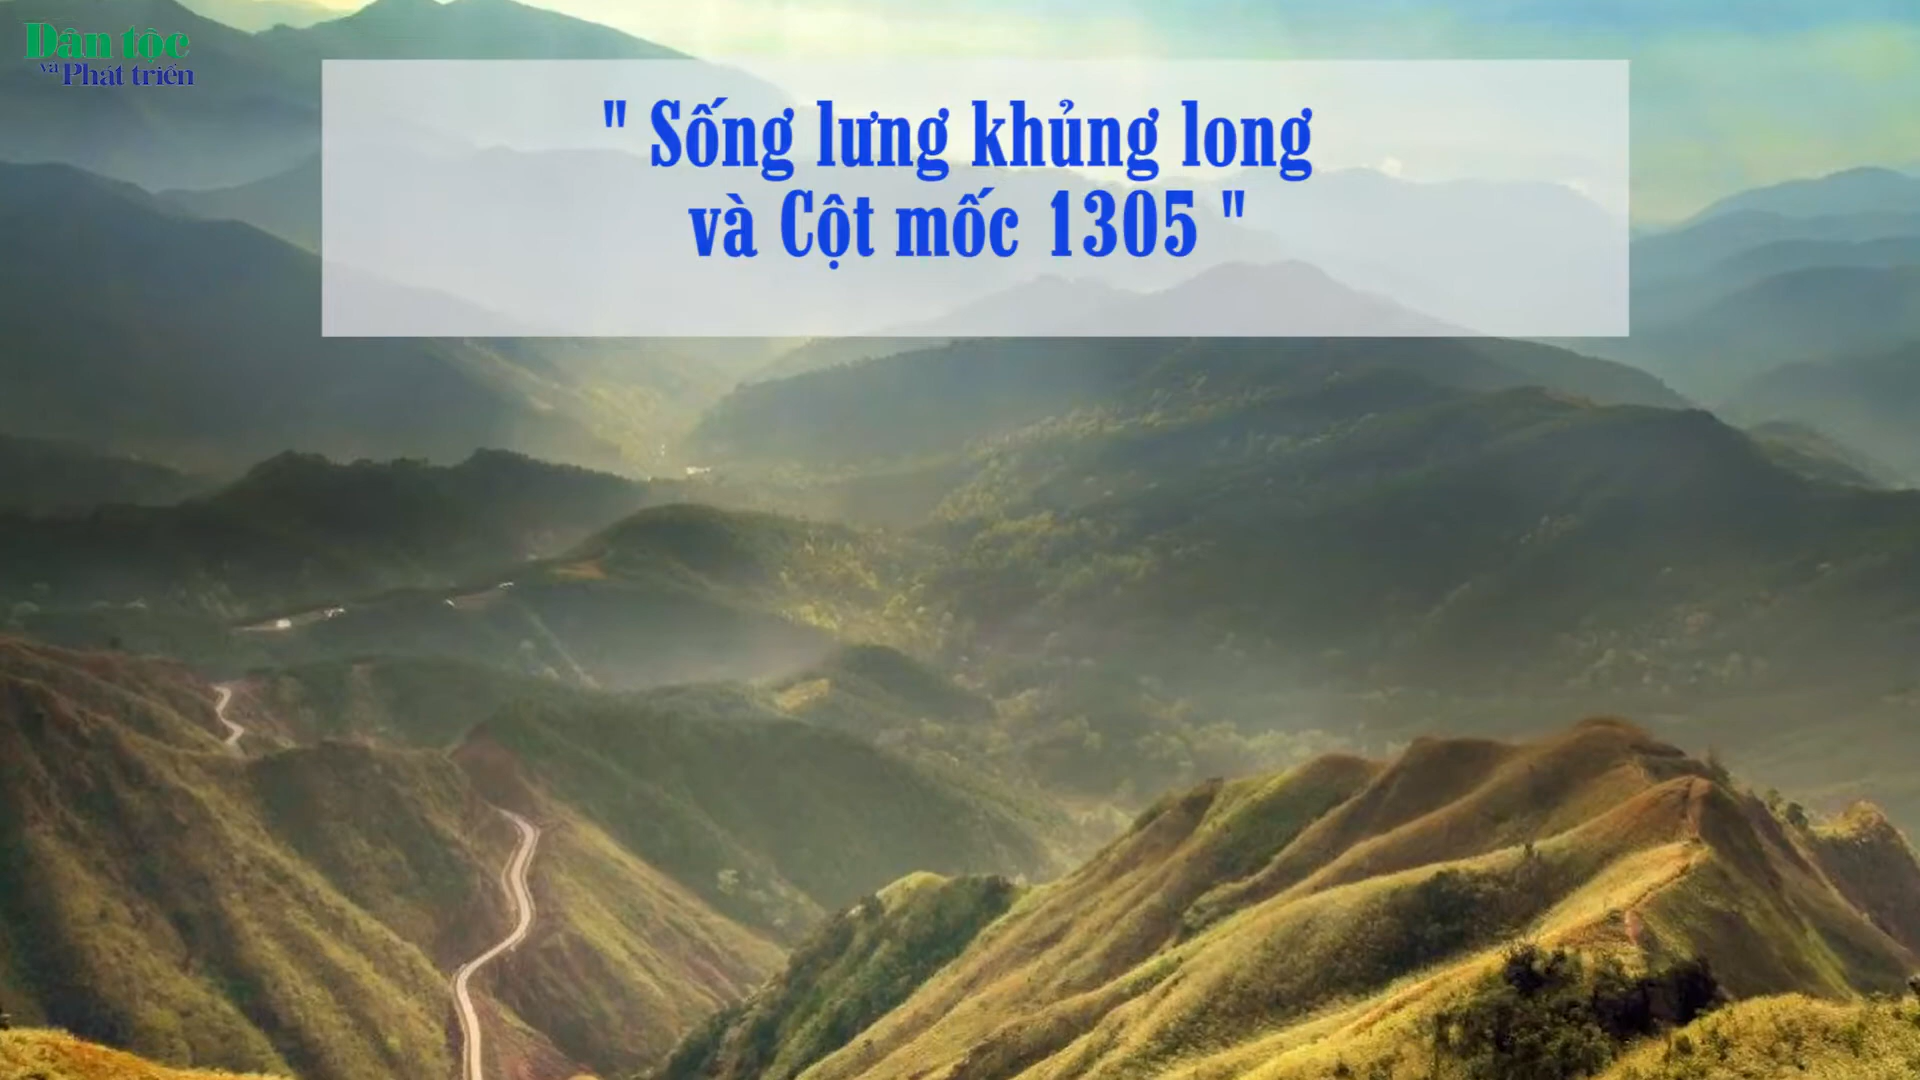 Dân tộc
và Phát triển
" Sống lưng khủng long
và Cột mốc 1305 "